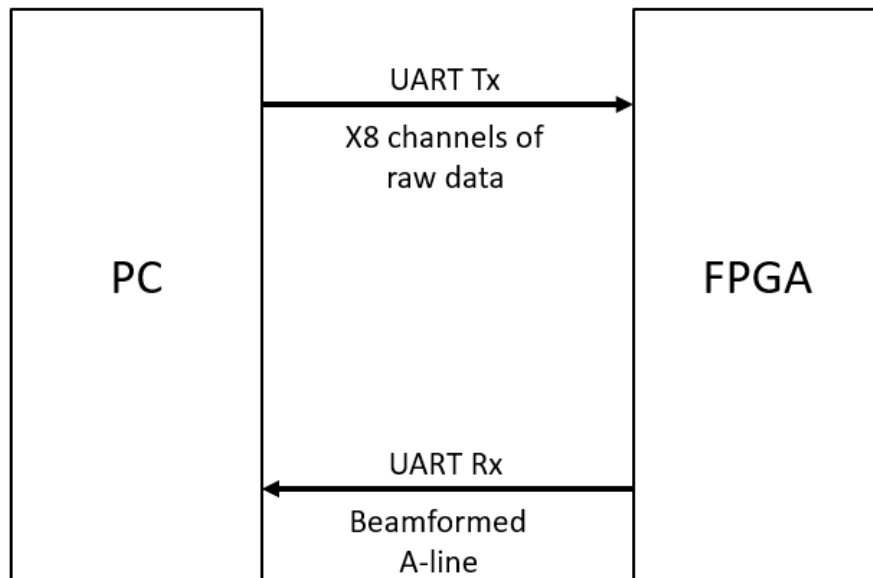 UART Tx
X8 channels of
raw data
PC
FPGA
UART Rx
Beamformed
A-line